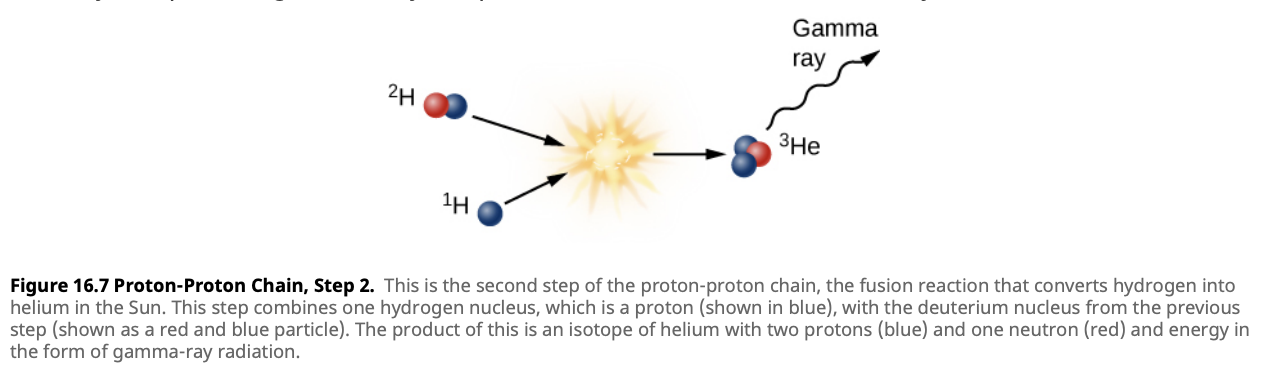 Gamma
ray
²H
³He
¹H
Figure 16.7 Proton-Proton Chain, Step 2. This is the second step of the proton-proton chain, the fusion reaction that converts hydrogen into
helium in the Sun. This step combines one hydrogen nucleus, which is a proton (shown in blue), with the deuterium nucleus from the previous
step (shown as a red and blue particle). The product of this is an isotope of helium with two protons (blue) and one neutron (red) and energy in
the form of gamma-ray radiation.